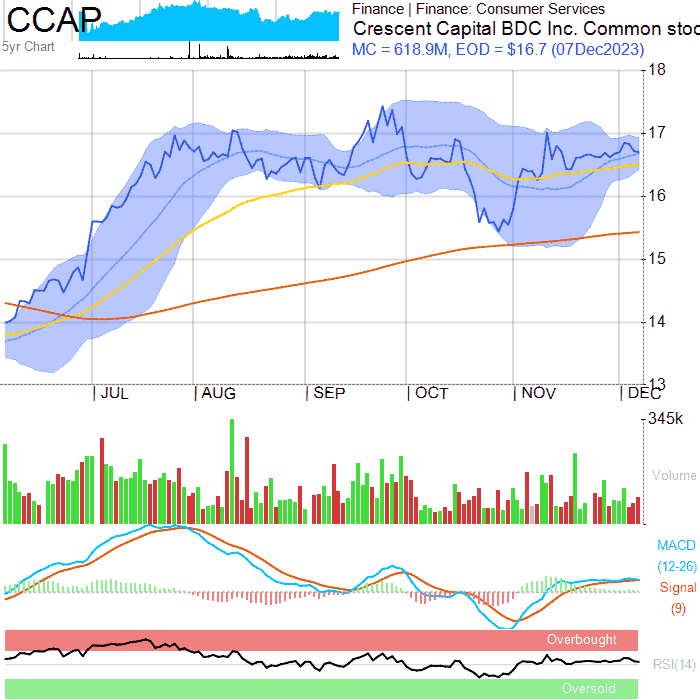 CCAP
5yr Chart
Finance | Finance: Consumer Services
Crescent Capital BDC Inc. Common stoc
MC = 618.9M, EOD = $16.7 (07Dec2023)
18
17
16
15
14
13
JUL
AUG
SEP
OCT
NOV
DEC
345k
Volume
MACD
(12-26)
Signal
(9)
Overbought
RSI(14)
Oversold